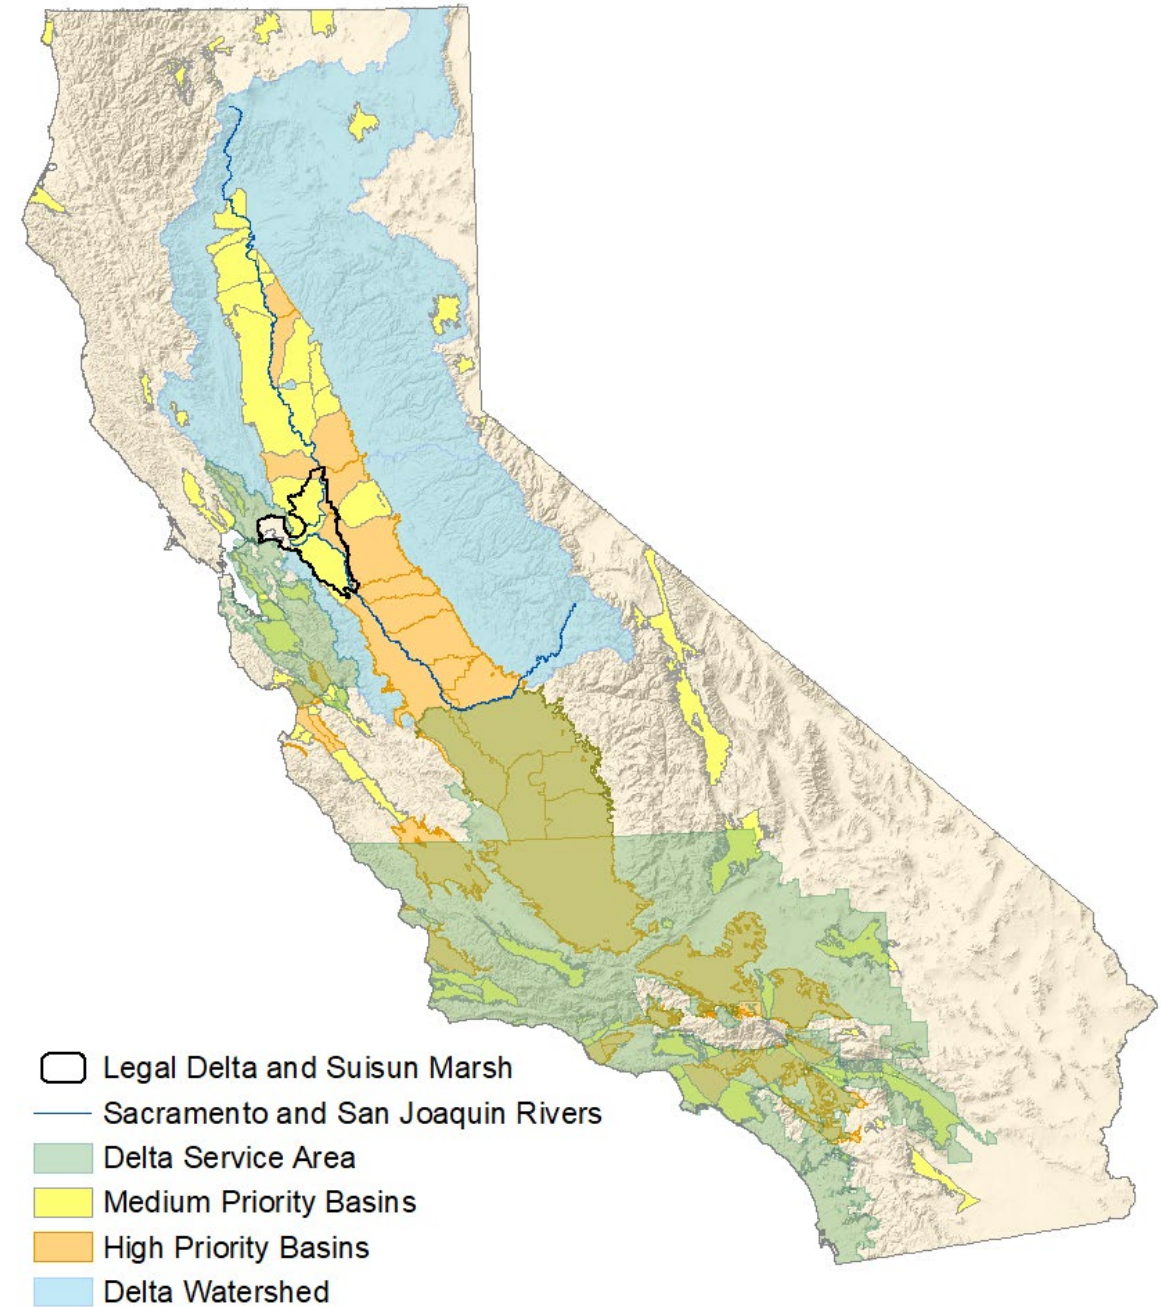 Legal Delta and Suisun Marsh
Sacramento and San Joaquin Rivers
Delta Service Area
Medium Priority Basins
High Priority Basins
Delta Watershed